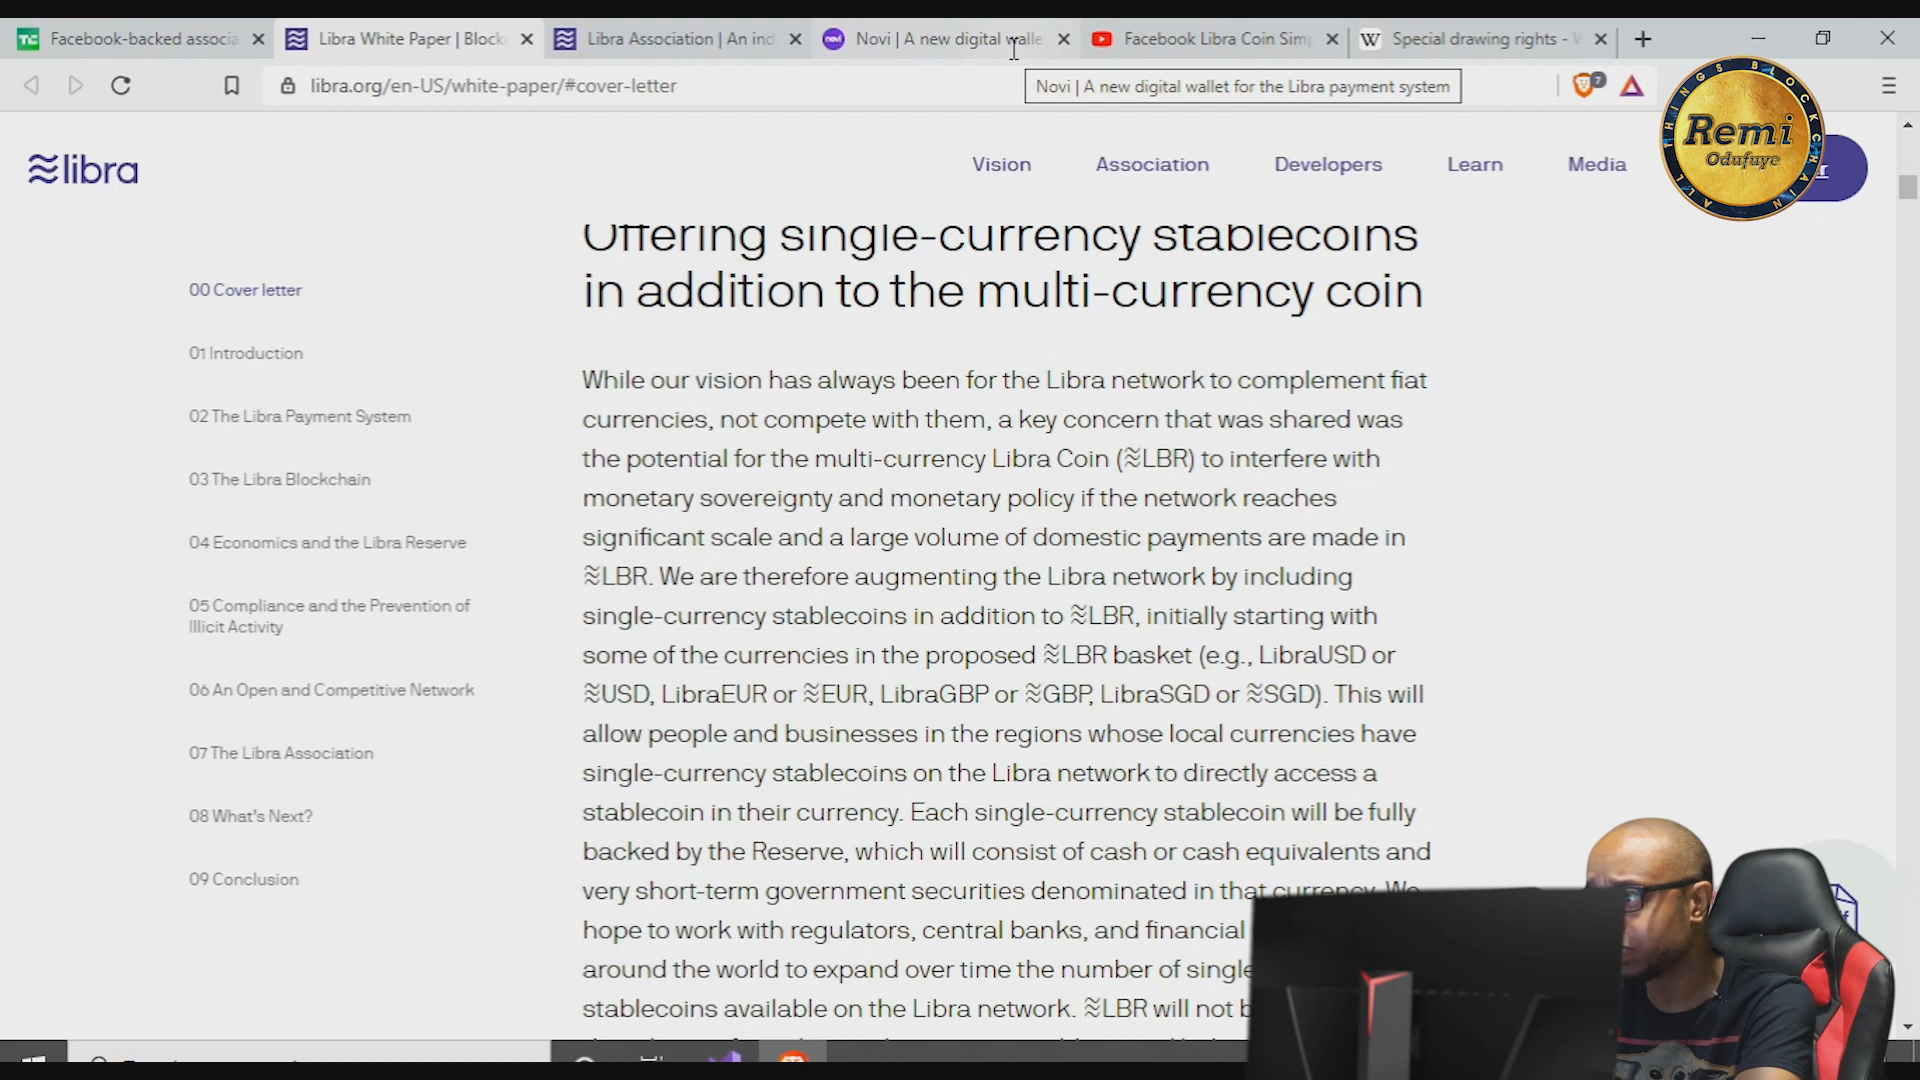 Facebook-backed associa
Libra White Paper | Block
Libra Association | An ind
Novi | A new digital walle
Facebook Libra Coin Simp
Special drawing rights - W
libra.org/en-US/white-paper/#cover-letter
Novi | A new digital wallet for the Libra payment system
7
ALL THINGS BLOCKCHAIN
Remi
Odufuye
libra
Vision
Association
Developers
Learn
Media
Offering single-currency stablecoins
in addition to the multi-currency coin
00 Cover letter
01 Introduction
02 The Libra Payment System
03 The Libra Blockchain
04 Economics and the Libra Reserve
05 Compliance and the Prevention of
Illicit Activity
06 An Open and Competitive Network
07 The Libra Association
08 What's Next?
09 Conclusion
While our vision has always been for the Libra network to complement fiat
currencies, not compete with them, a key concern that was shared was
the potential for the multi-currency Libra Coin (≋LBR) to interfere with
monetary sovereignty and monetary policy if the network reaches
significant scale and a large volume of domestic payments are made in
≋LBR. We are therefore augmenting the Libra network by including
single-currency stablecoins in addition to ≋LBR, initially starting with
some of the currencies in the proposed ≋LBR basket (e.g., LibraUSD or
≋USD, LibraEUR or ≋EUR, LibraGBP or ≋GBP, LibraSGD or ≋SGD). This will
allow people and businesses in the regions whose local currencies have
single-currency stablecoins on the Libra network to directly access a
stablecoin in their currency. Each single-currency stablecoin will be fully
backed by the Reserve, which will consist of cash or cash equivalents and
very short-term government securities denominated in that currency. We
hope to work with regulators, central banks, and financial
around the world to expand over time the number of single
stablecoins available on the Libra network. ≋LBR will not b